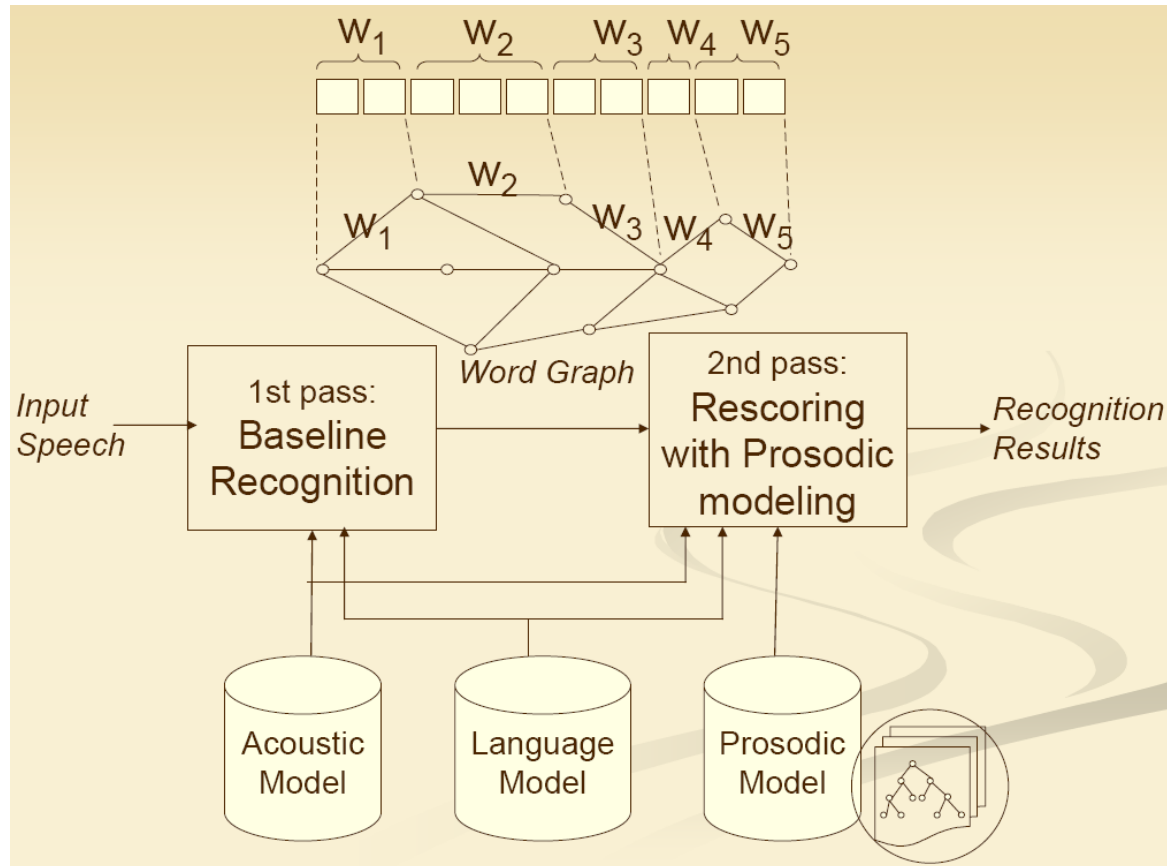 W1 W2 W3 W4 W5
W2
W1 W3 W4 W5
Word Graph
Input
Speech
1st pass:
Baseline
Recognition
2nd pass:
Rescoring
with Prosodic
modeling
Recognition
Results
Acoustic
Model
Language
Model
Prosodic
Model